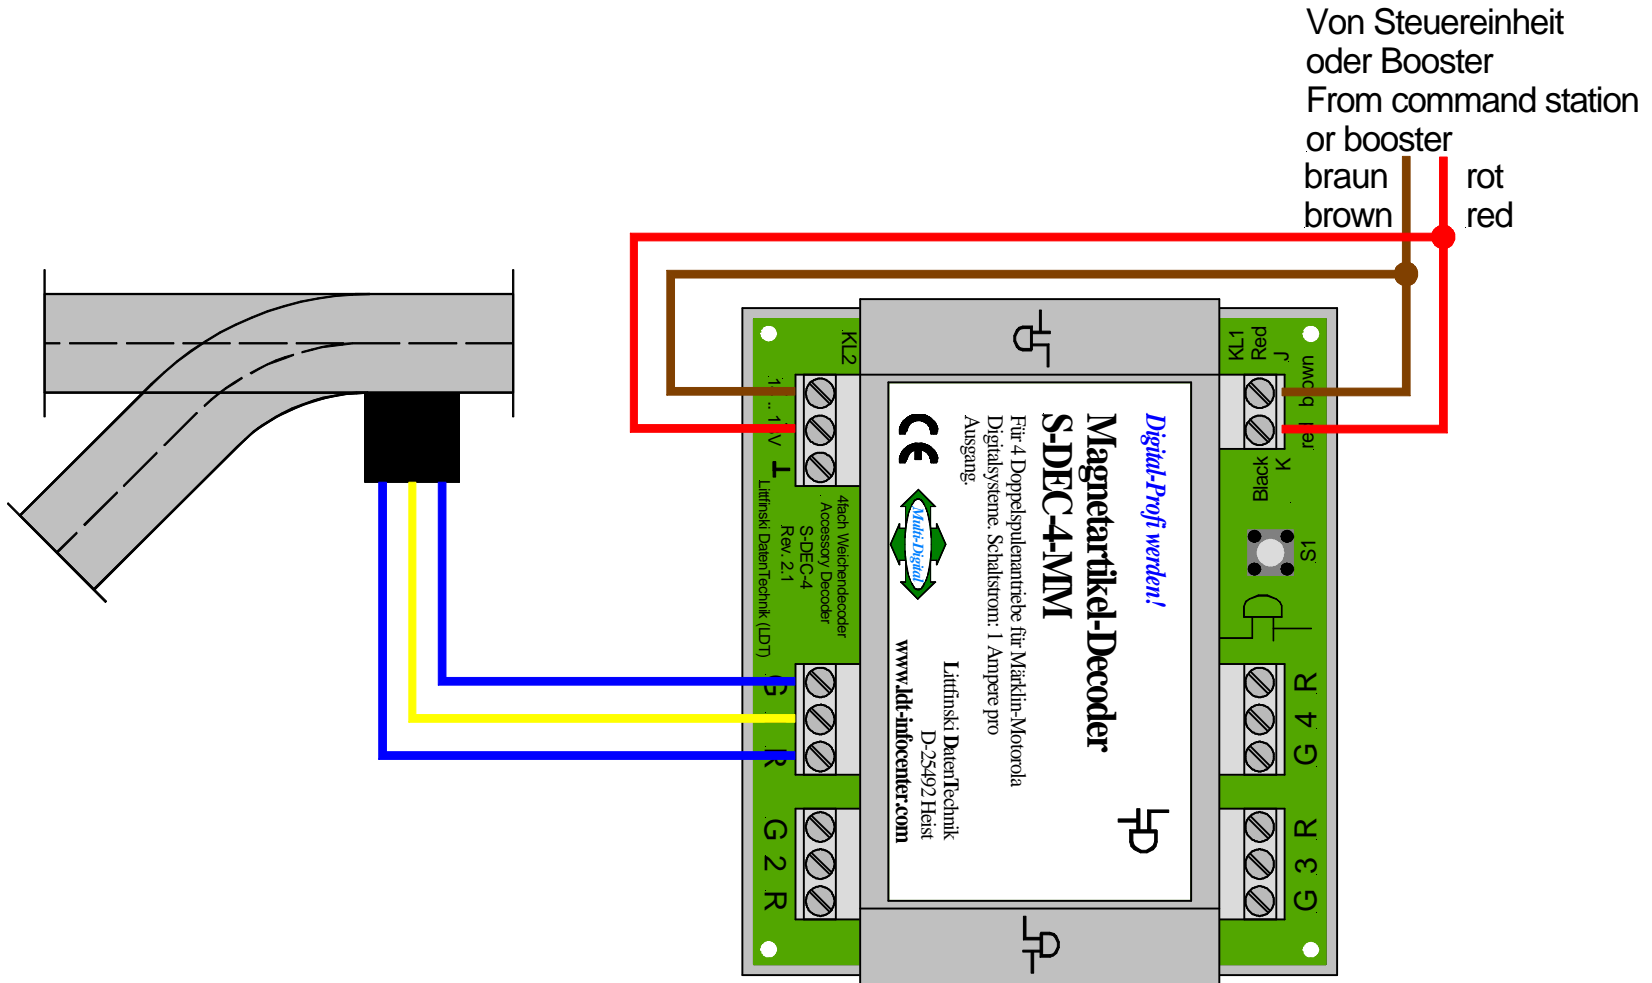 Von Steuereinheit
oder Booster
From command station
or booster
braun rot
brown red
KL2
⊥
Littfinski DatenTechnik (LDT)
4fach Weichendecoder
Accessory Decoder
S-DEC-4
Rev. 2.1
G
R
G 2 R
Digital-Profi werden!
Magnetartikel-Decoder
S-DEC-4-MM
Für 4 Doppelspulenantriebe für Märklin-Motorola
Digitalsysteme. Schaltstrom: 1 Ampere pro
Ausgang.
CE
Multi-Digital
Littfinski DatenTechnik
D-25492 Heist
www.ldt-infocenter.com
KL1
Red
J
red brown
K
Black
S1
G 4 R
G 3 R